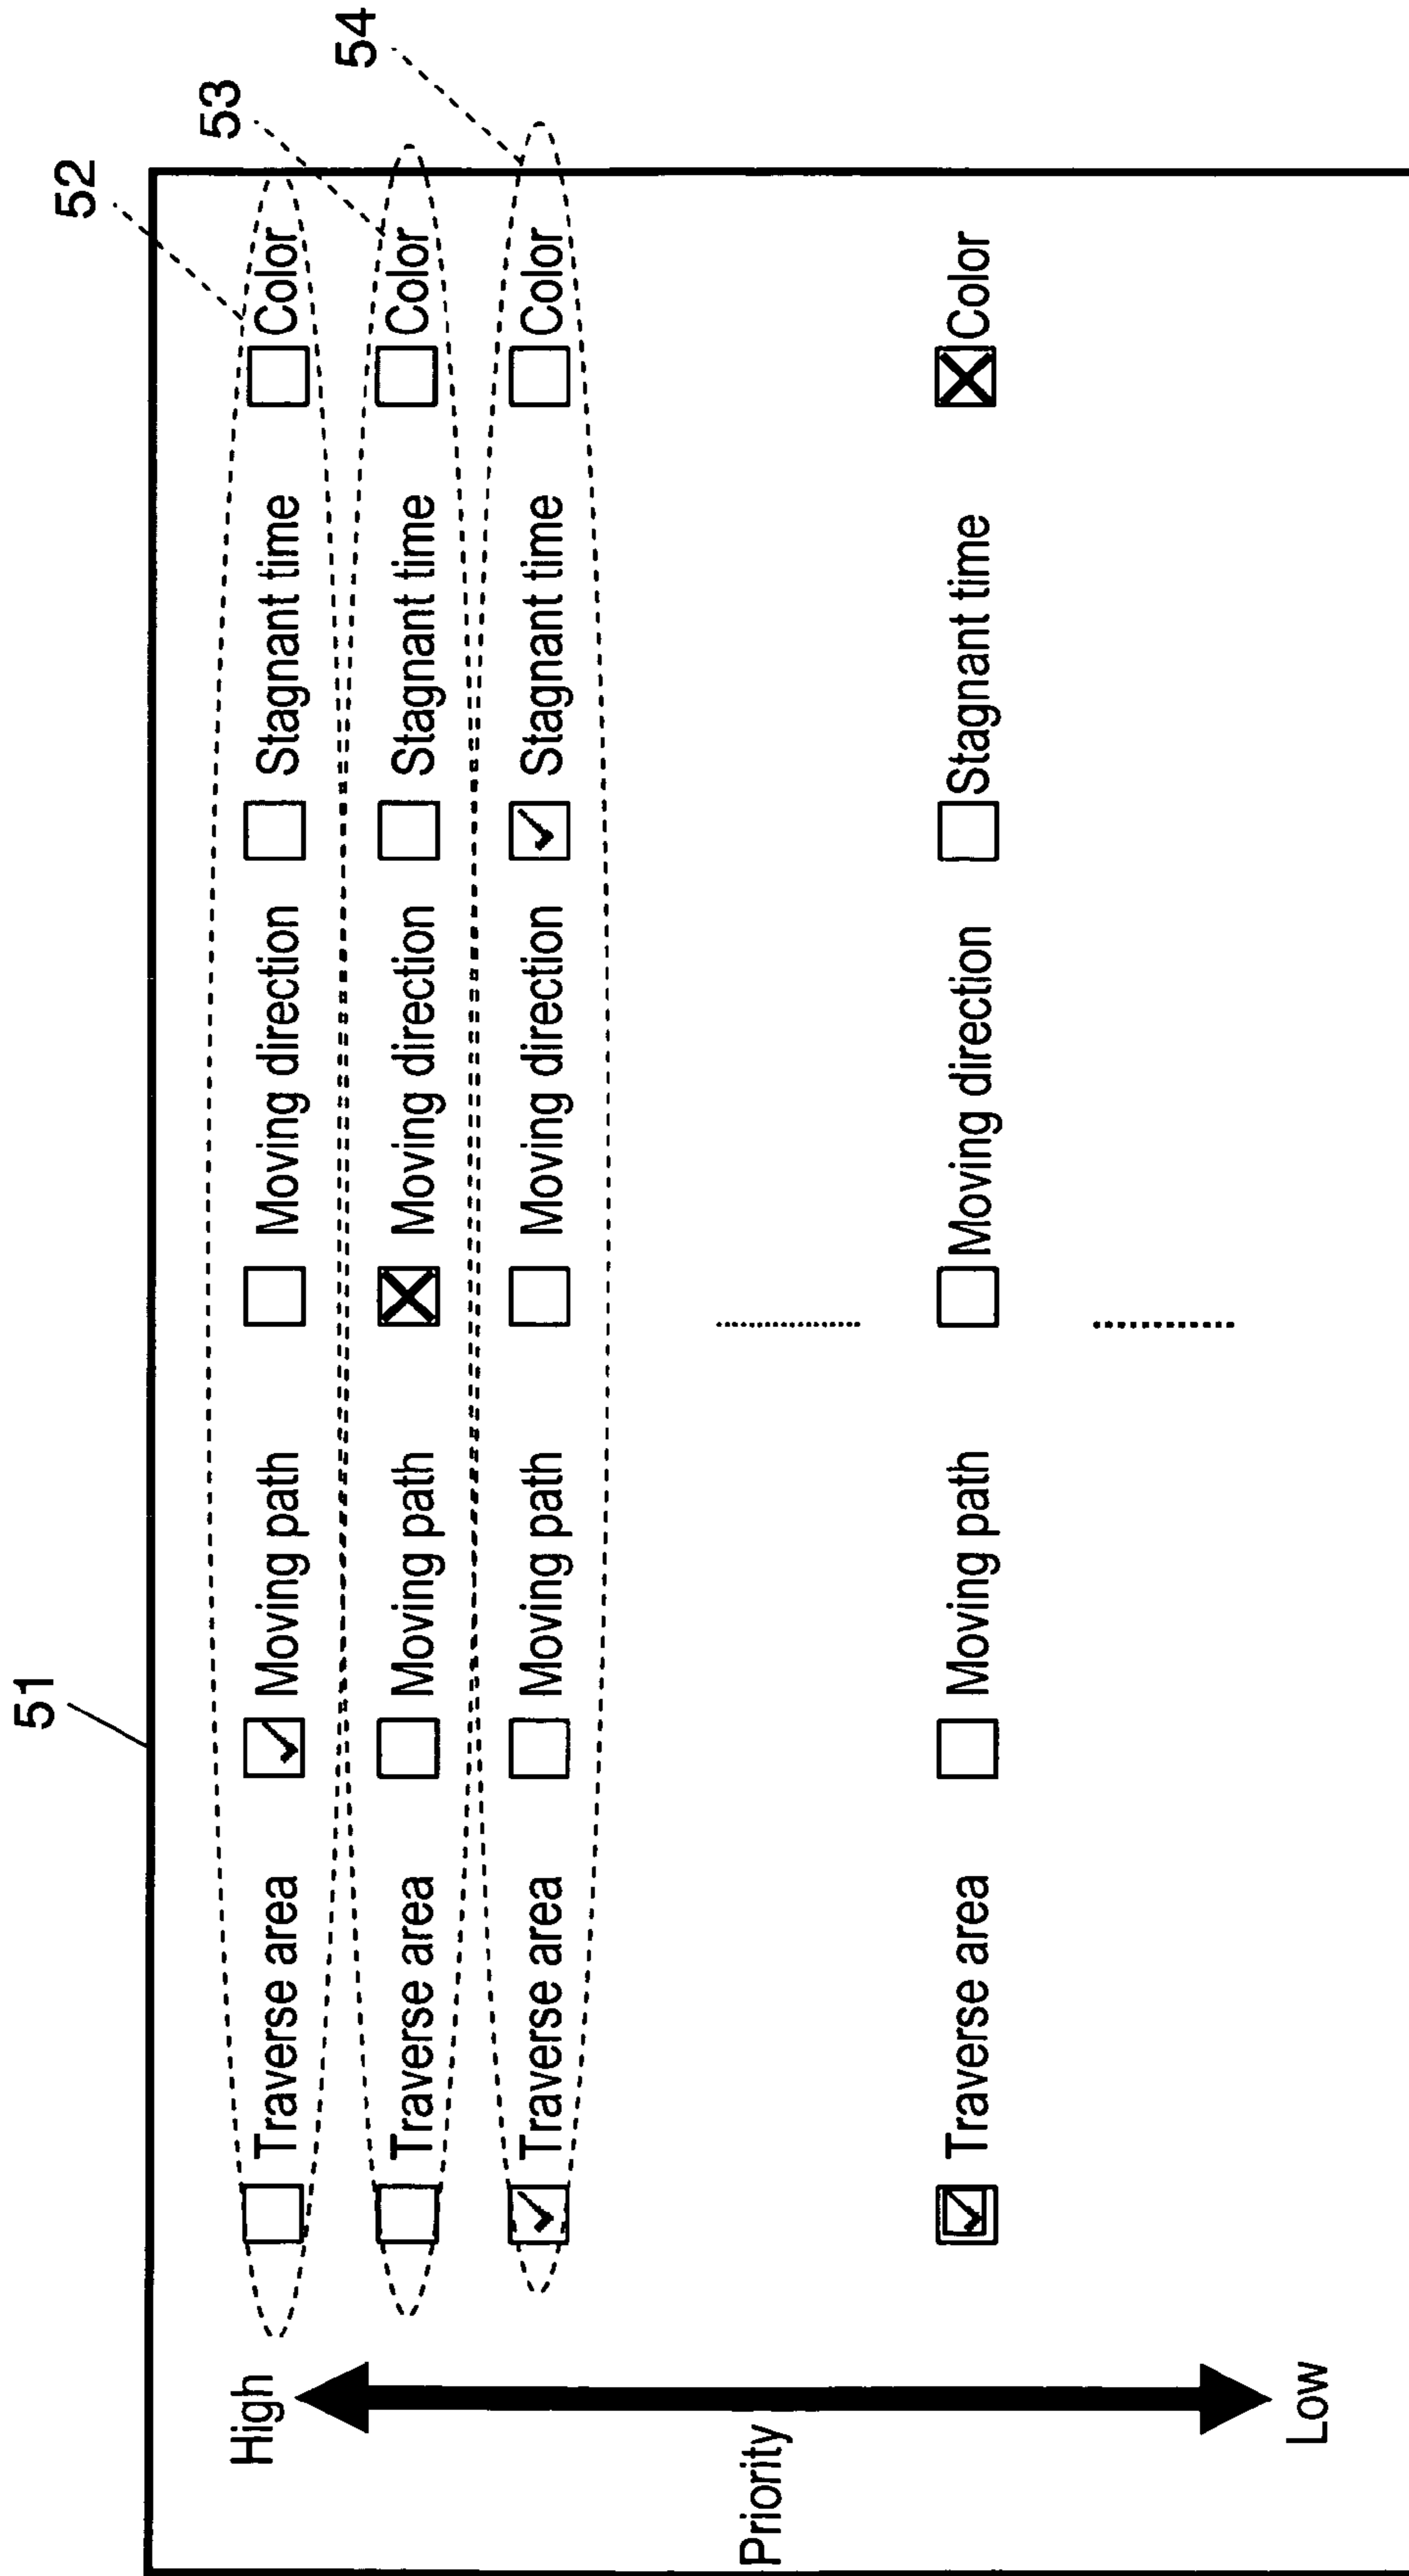 51
52
53
54
High
Traverse area Moving path Moving direction Stagnant time Color
Traverse area Moving path Moving direction Stagnant time Color
Traverse area Moving path Moving direction Stagnant time Color
Priority
Traverse area Moving path Moving direction Stagnant time Color
Low